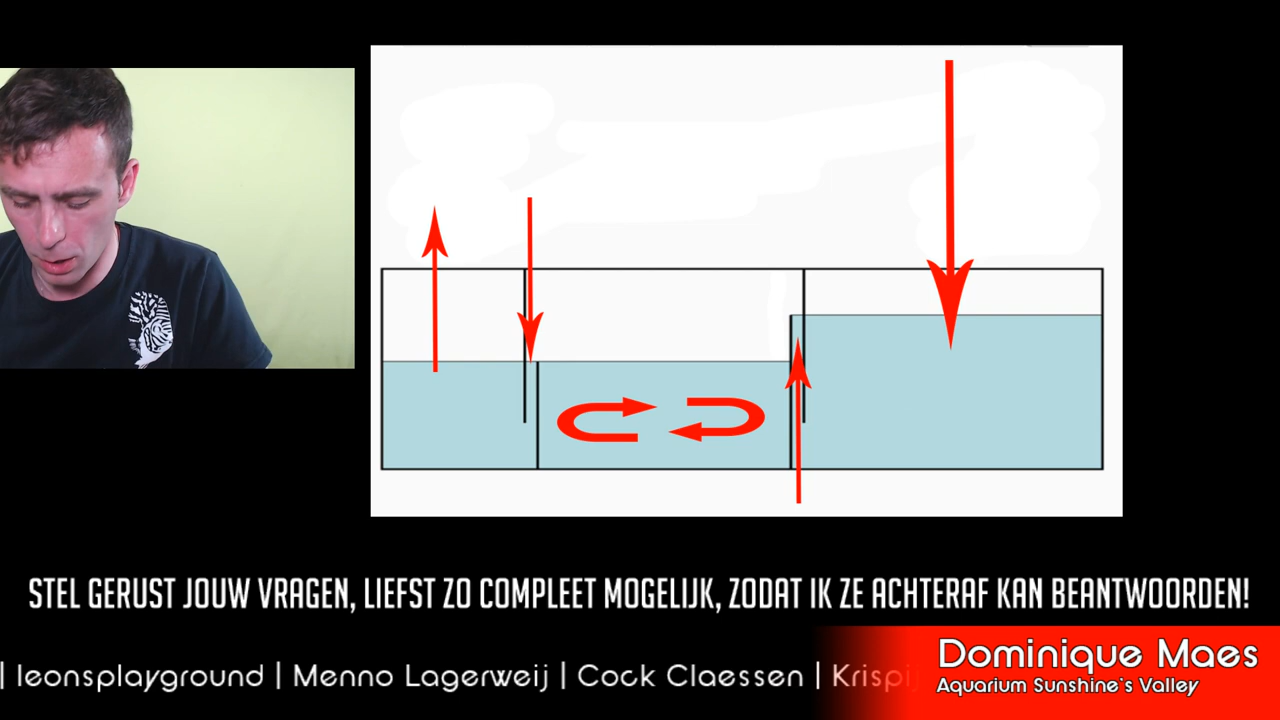 STEL GERUST JOUW VRAGEN, LIEFST ZO COMPLEET MOGELIJK, ZODAT IK ZE ACHTERAF KAN BEANTWOORDEN!
| leonsplayground | Menno Lagerweij | Cock Claessen |
Dominique Maes
Aquarium Sunshine's Valley